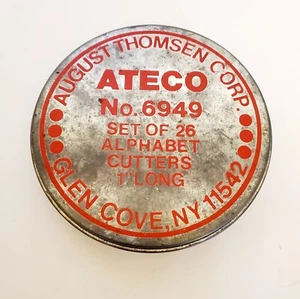 AUGUST THOMSEN CORP.
ATECO
No.6949
SET OF 26
ALPHABET
CUTTERS
1" LONG
GLEN COVE, NY 11542